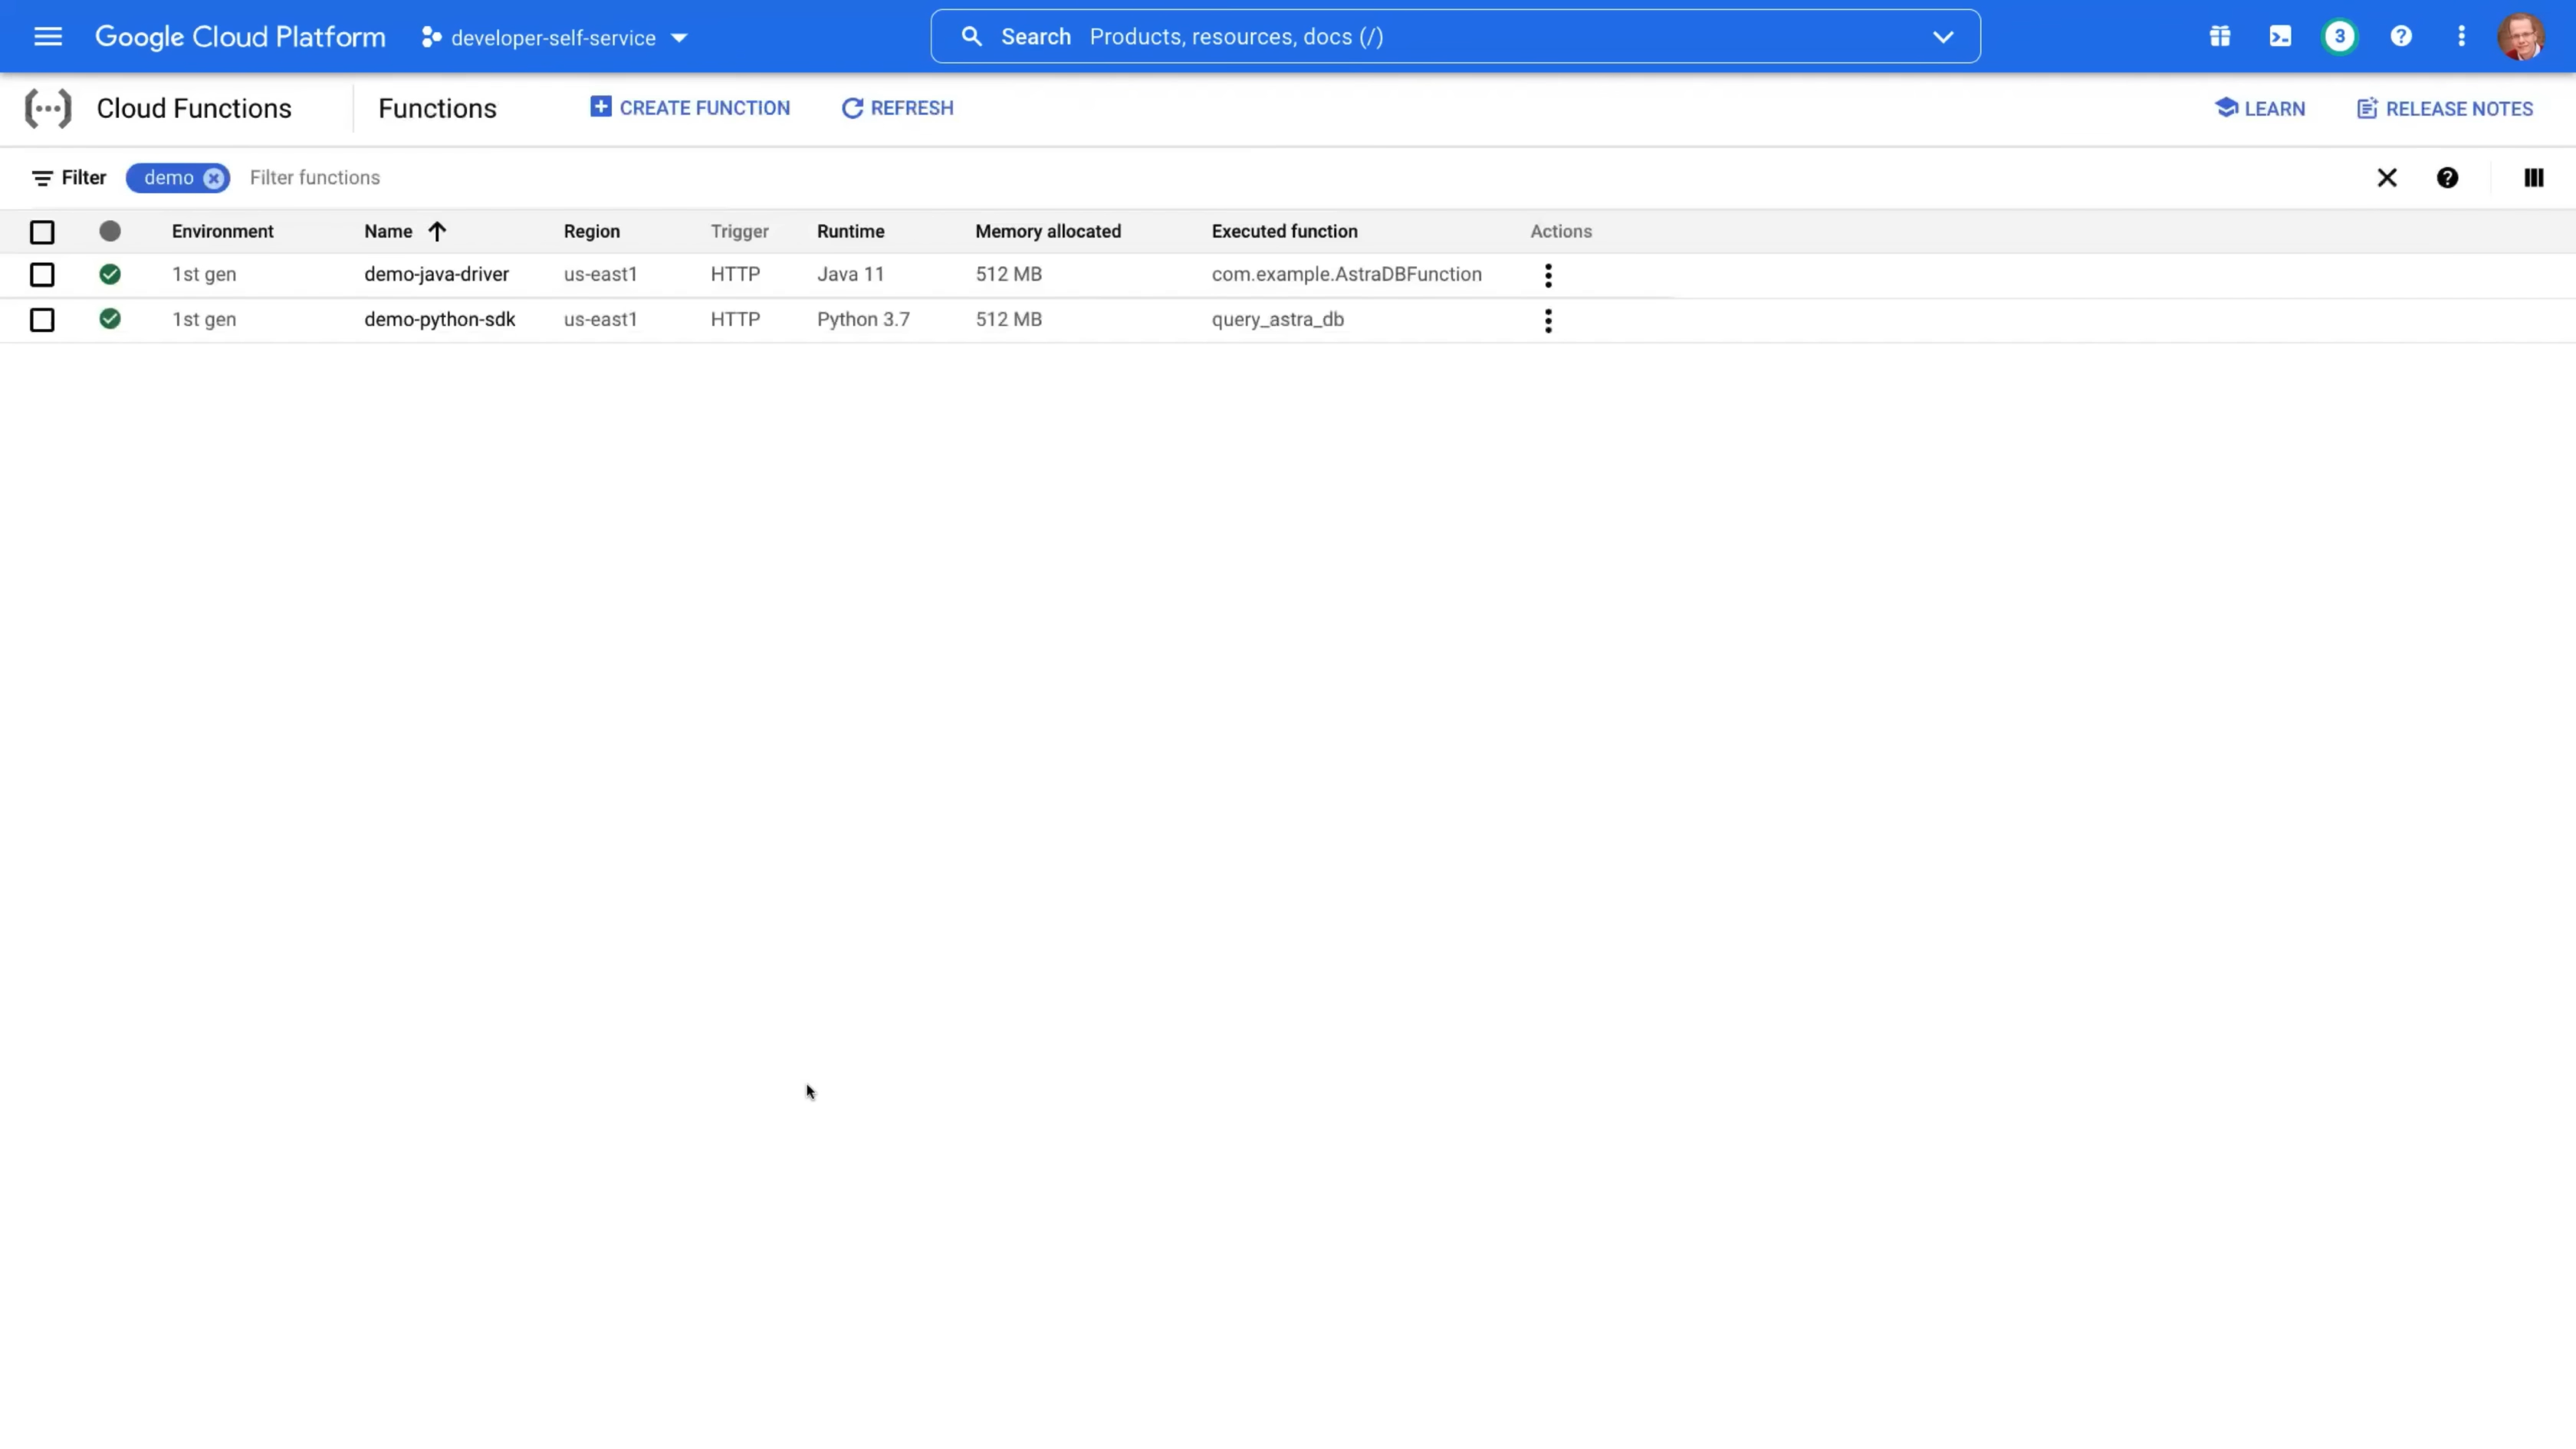 Google Cloud Platform developer-self-service Search Products, resources, docs (/) 3 ?
Cloud Functions Functions CREATE FUNCTION REFRESH LEARN RELEASE NOTES
Filter demo Filter functions ?
Environment Name Region Trigger Runtime Memory allocated Executed function Actions
1st gen demo-java-driver us-east1 HTTP Java 11 512 MB com.example.AstraDBFunction
1st gen demo-python-sdk us-east1 HTTP Python 3.7 512 MB query_astra_db